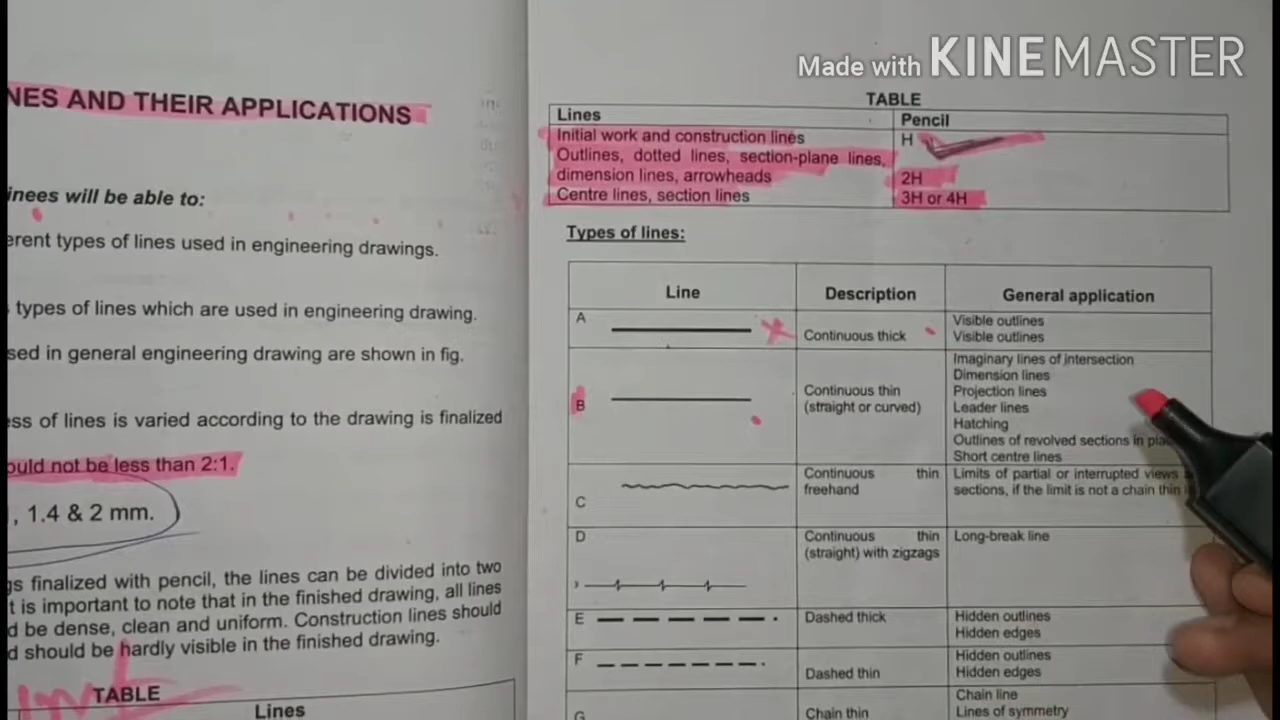 Made with KINEMASTER
NES AND THEIR APPLICATIONS
inees will be able to:
erent types of lines used in engineering drawings.
types of lines which are used in engineering drawing.
sed in general engineering drawing are shown in fig.
ess of lines is varied according to the drawing is finalized
ould not be less than 2:1.
, 1.4 & 2 mm.
gs finalized with pencil, the lines can be divided into two
t is important to note that in the finished drawing, all lines
d be dense, clean and uniform. Construction lines should
d should be hardly visible in the finished drawing.
TABLE
Lines
TABLE
Lines Pencil
Initial work and construction lines H
Outlines, dotted lines, section-plane lines,
dimension lines, arrowheads 2H
Centre lines, section lines 3H or 4H
Types of lines:
Line Description General application
A Continuous thick Visible outlines
Visible outlines
B Continuous thin
(straight or curved)
Imaginary lines of intersection
Dimension lines
Projection lines
Leader lines
Hatching
Outlines of revolved sections in
Short centre lines
C Continuous thin
freehand
Limits of partial or interrupted views
sections, if the limit is not a chain thin
D Continuous thin
(straight) with zigzags
Long-break line
E Dashed thick Hidden outlines
Hidden edges
F Dashed thin Hidden outlines
Hidden edges
G Chain thin Chain line
Lines of symmetry